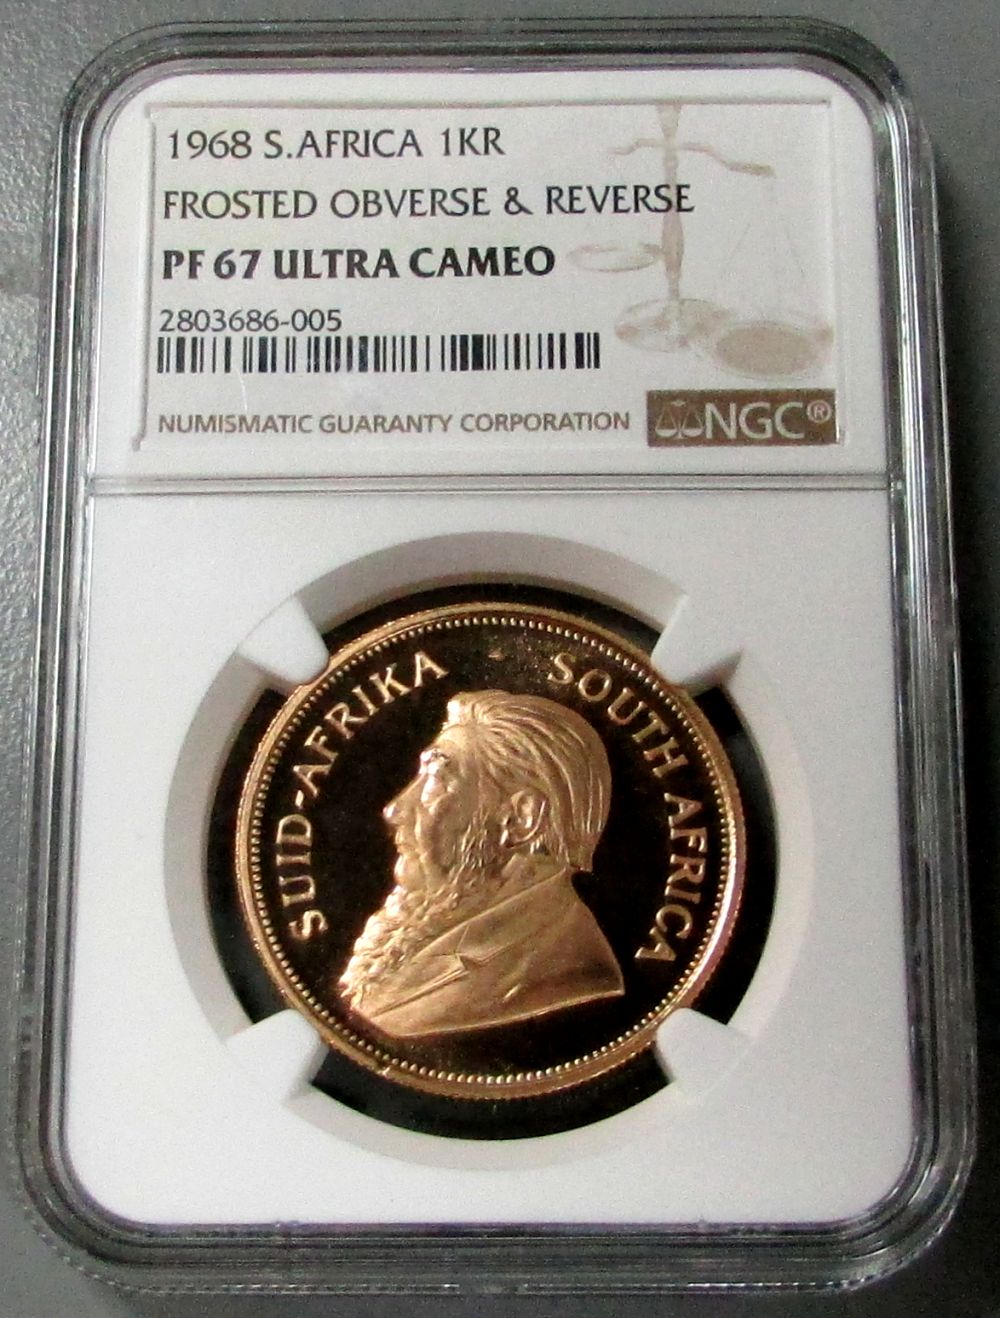 1968 S.AFRICA 1KR
FROSTED OBVERSE & REVERSE
PF 67 ULTRA CAMEO
2803686-005
NUMISMATIC GUARANTY CORPORATION
NGC®
SUID-AFRIKA
SOUTH AFRICA